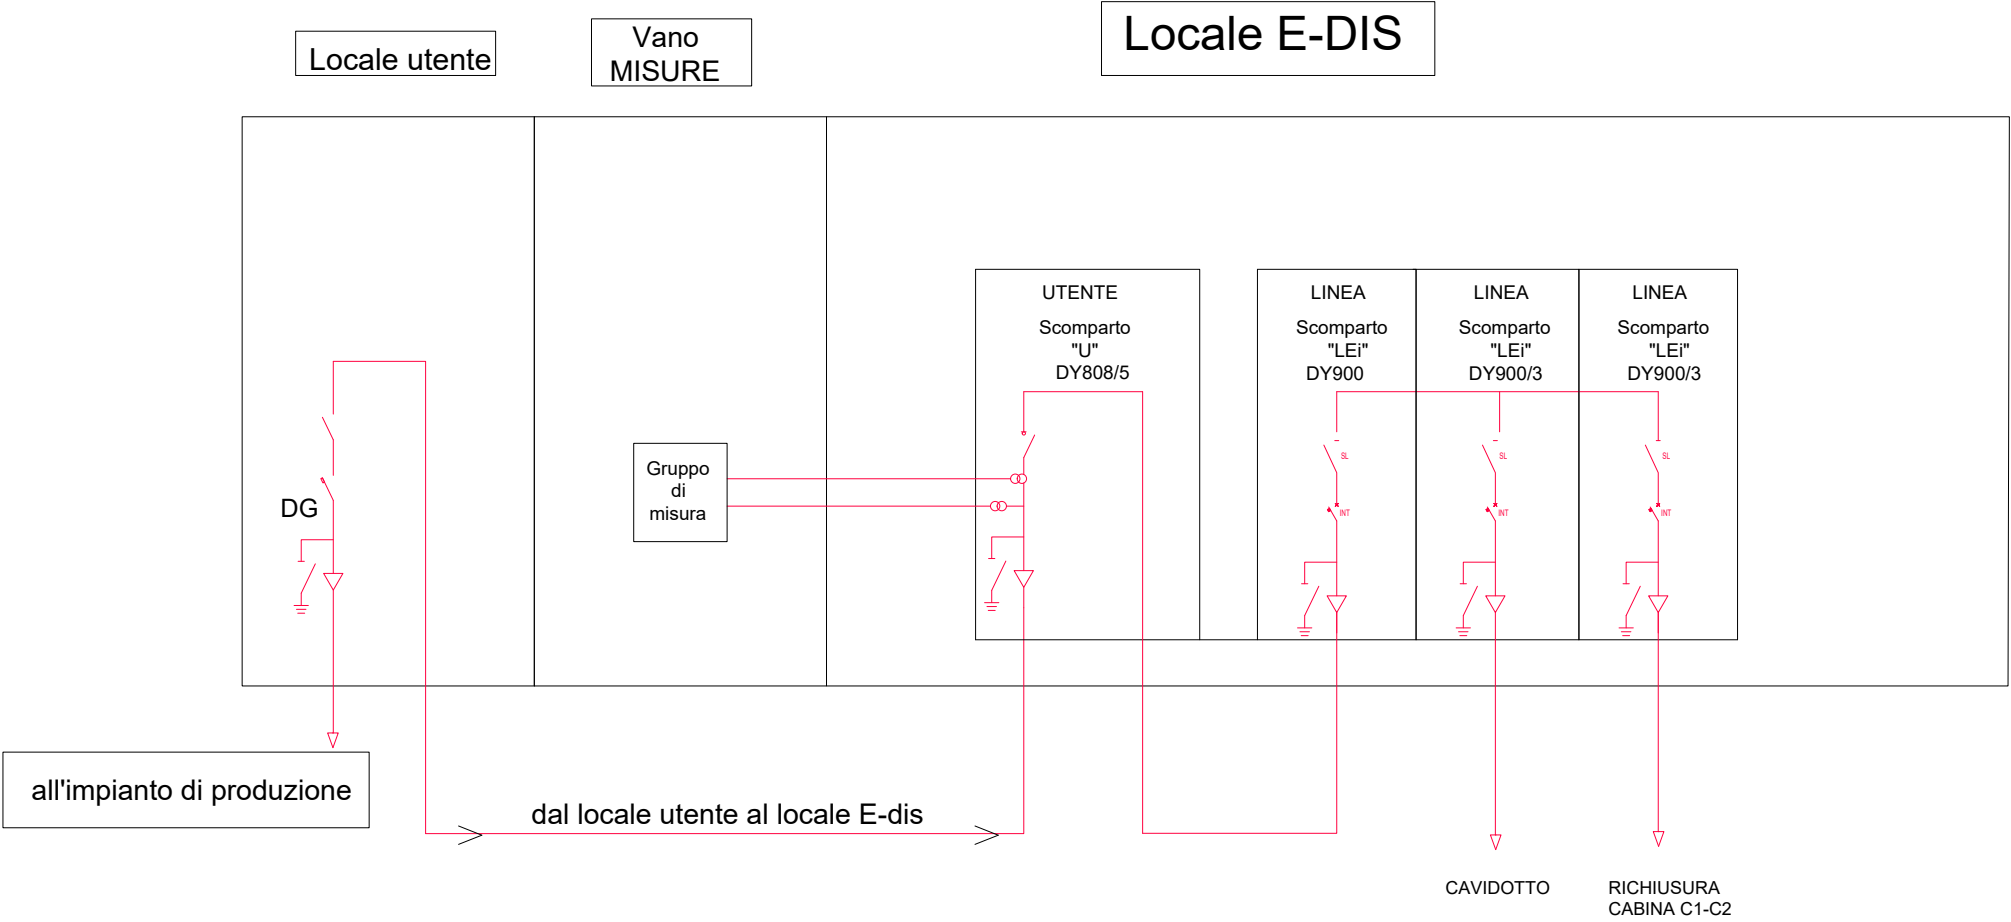 Locale utente
Vano
MISURE
Locale E-DIS
UTENTE
Scomparto
"U"
DY808/5
LINEA
Scomparto
"LEi"
DY900
LINEA
Scomparto
"LEi"
DY900/3
LINEA
Scomparto
"LEi"
DY900/3
Gruppo
di
misura
DG
SL
SL
SL
INT
INT
INT
all'impianto di produzione
dal locale utente al locale E-dis
CAVIDOTTO
RICHIUSURA
CABINA C1-C2